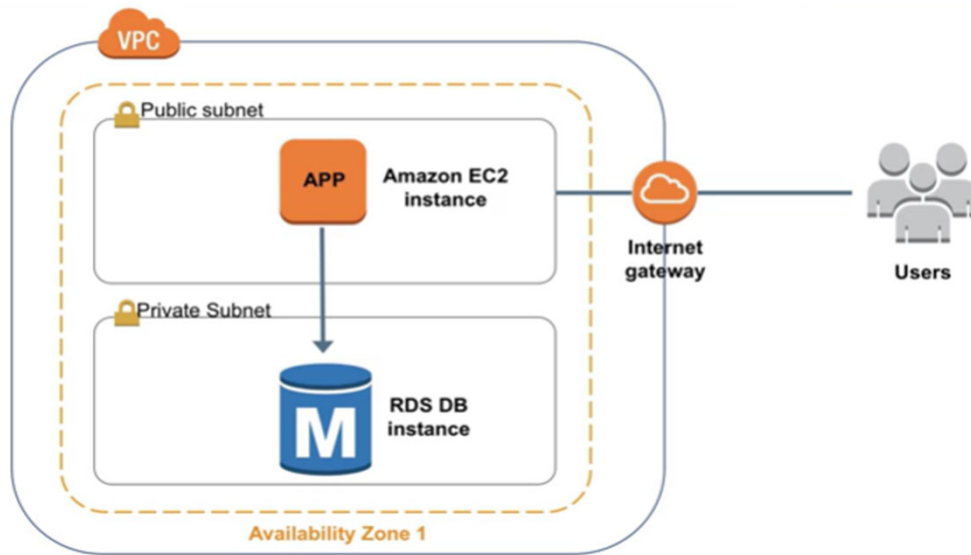 VPC
Public subnet
APP
Amazon EC2
instance
Internet
gateway
Users
Private Subnet
M
RDS DB
instance
Availability Zone 1